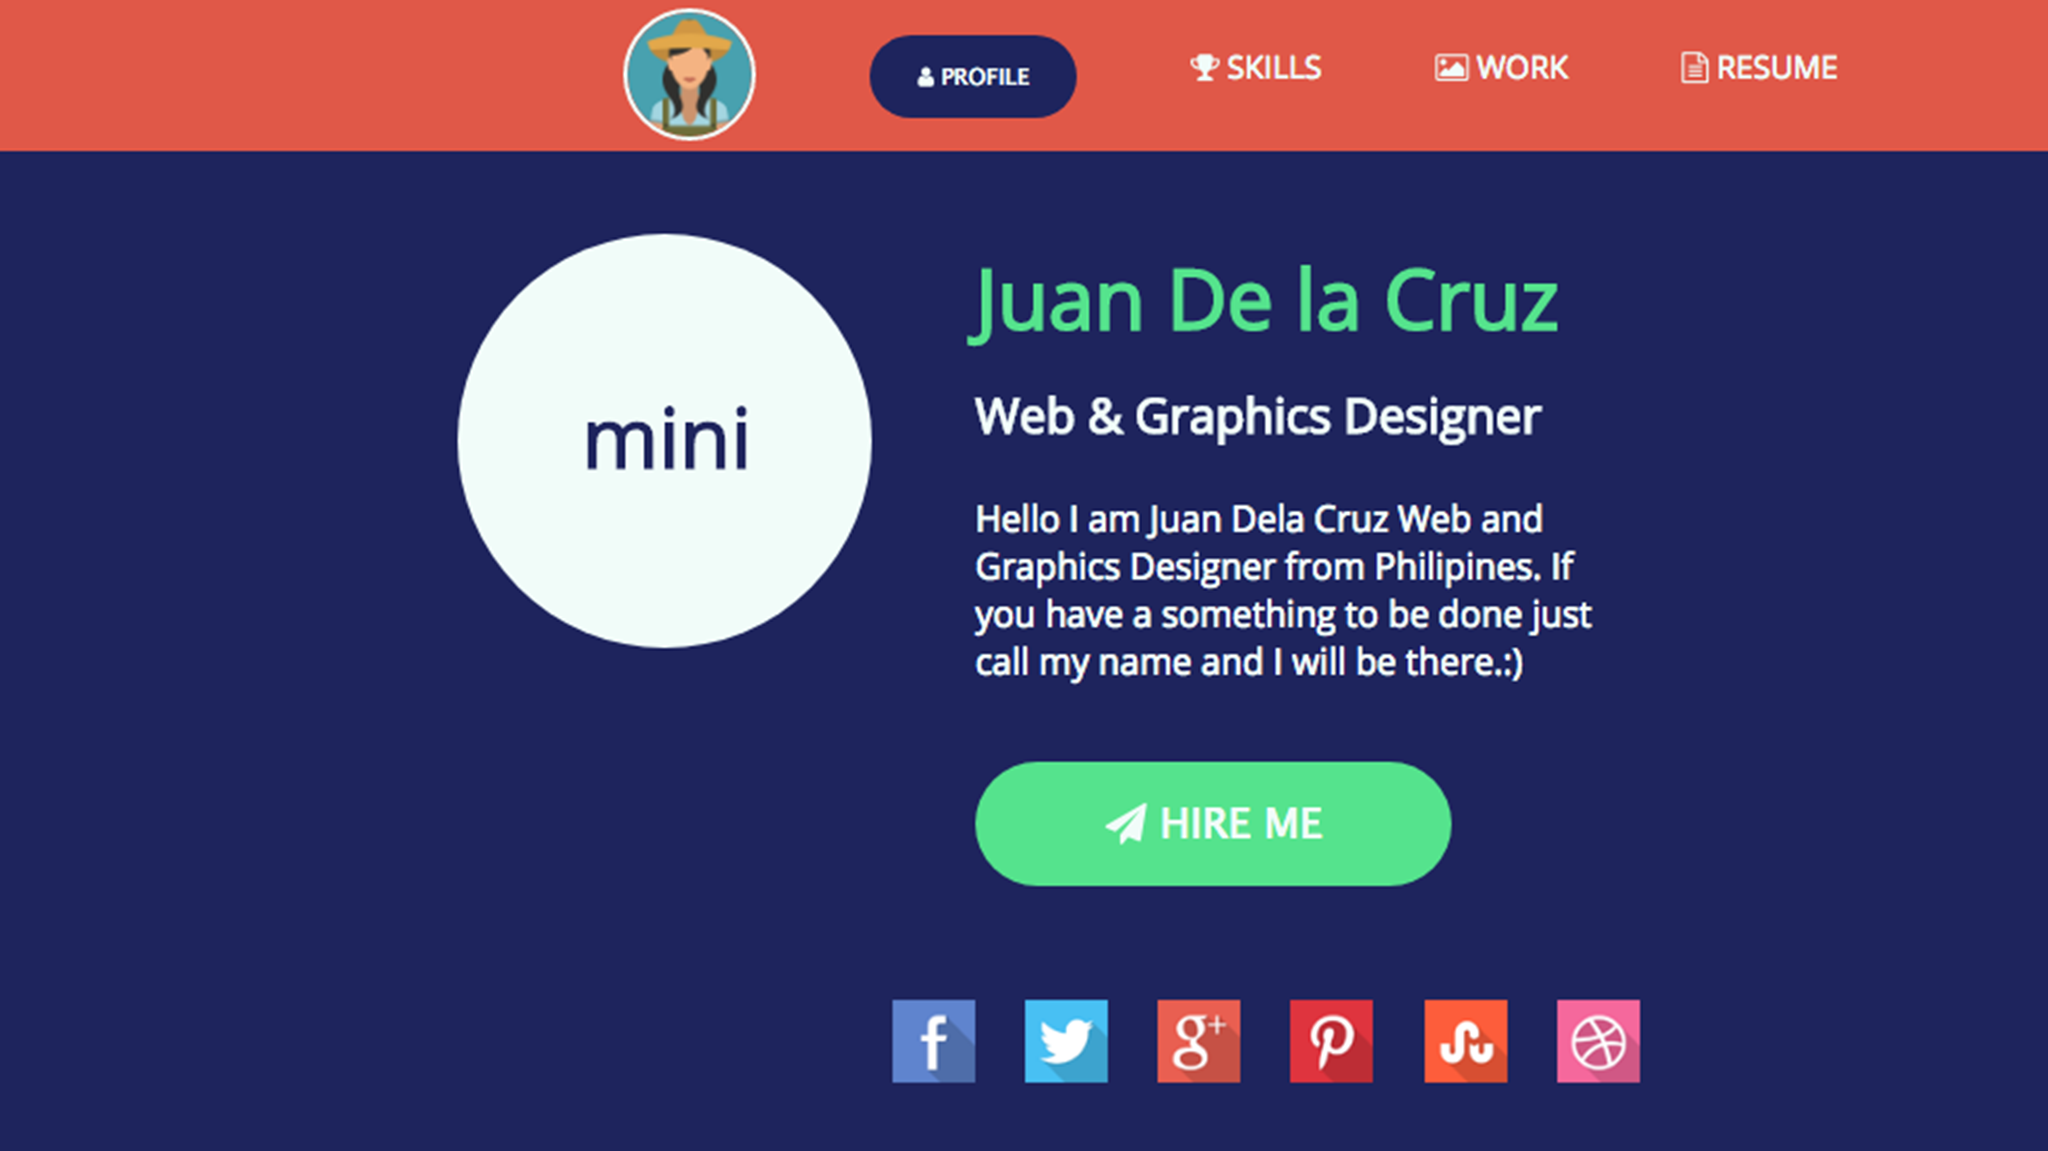 PROFILE
SKILLS
WORK
RESUME
mini
Juan De la Cruz
Web & Graphics Designer
Hello I am Juan Dela Cruz Web and
Graphics Designer from Philipines. If
you have a something to be done just
call my name and I will be there.:)
HIRE ME
f
g+